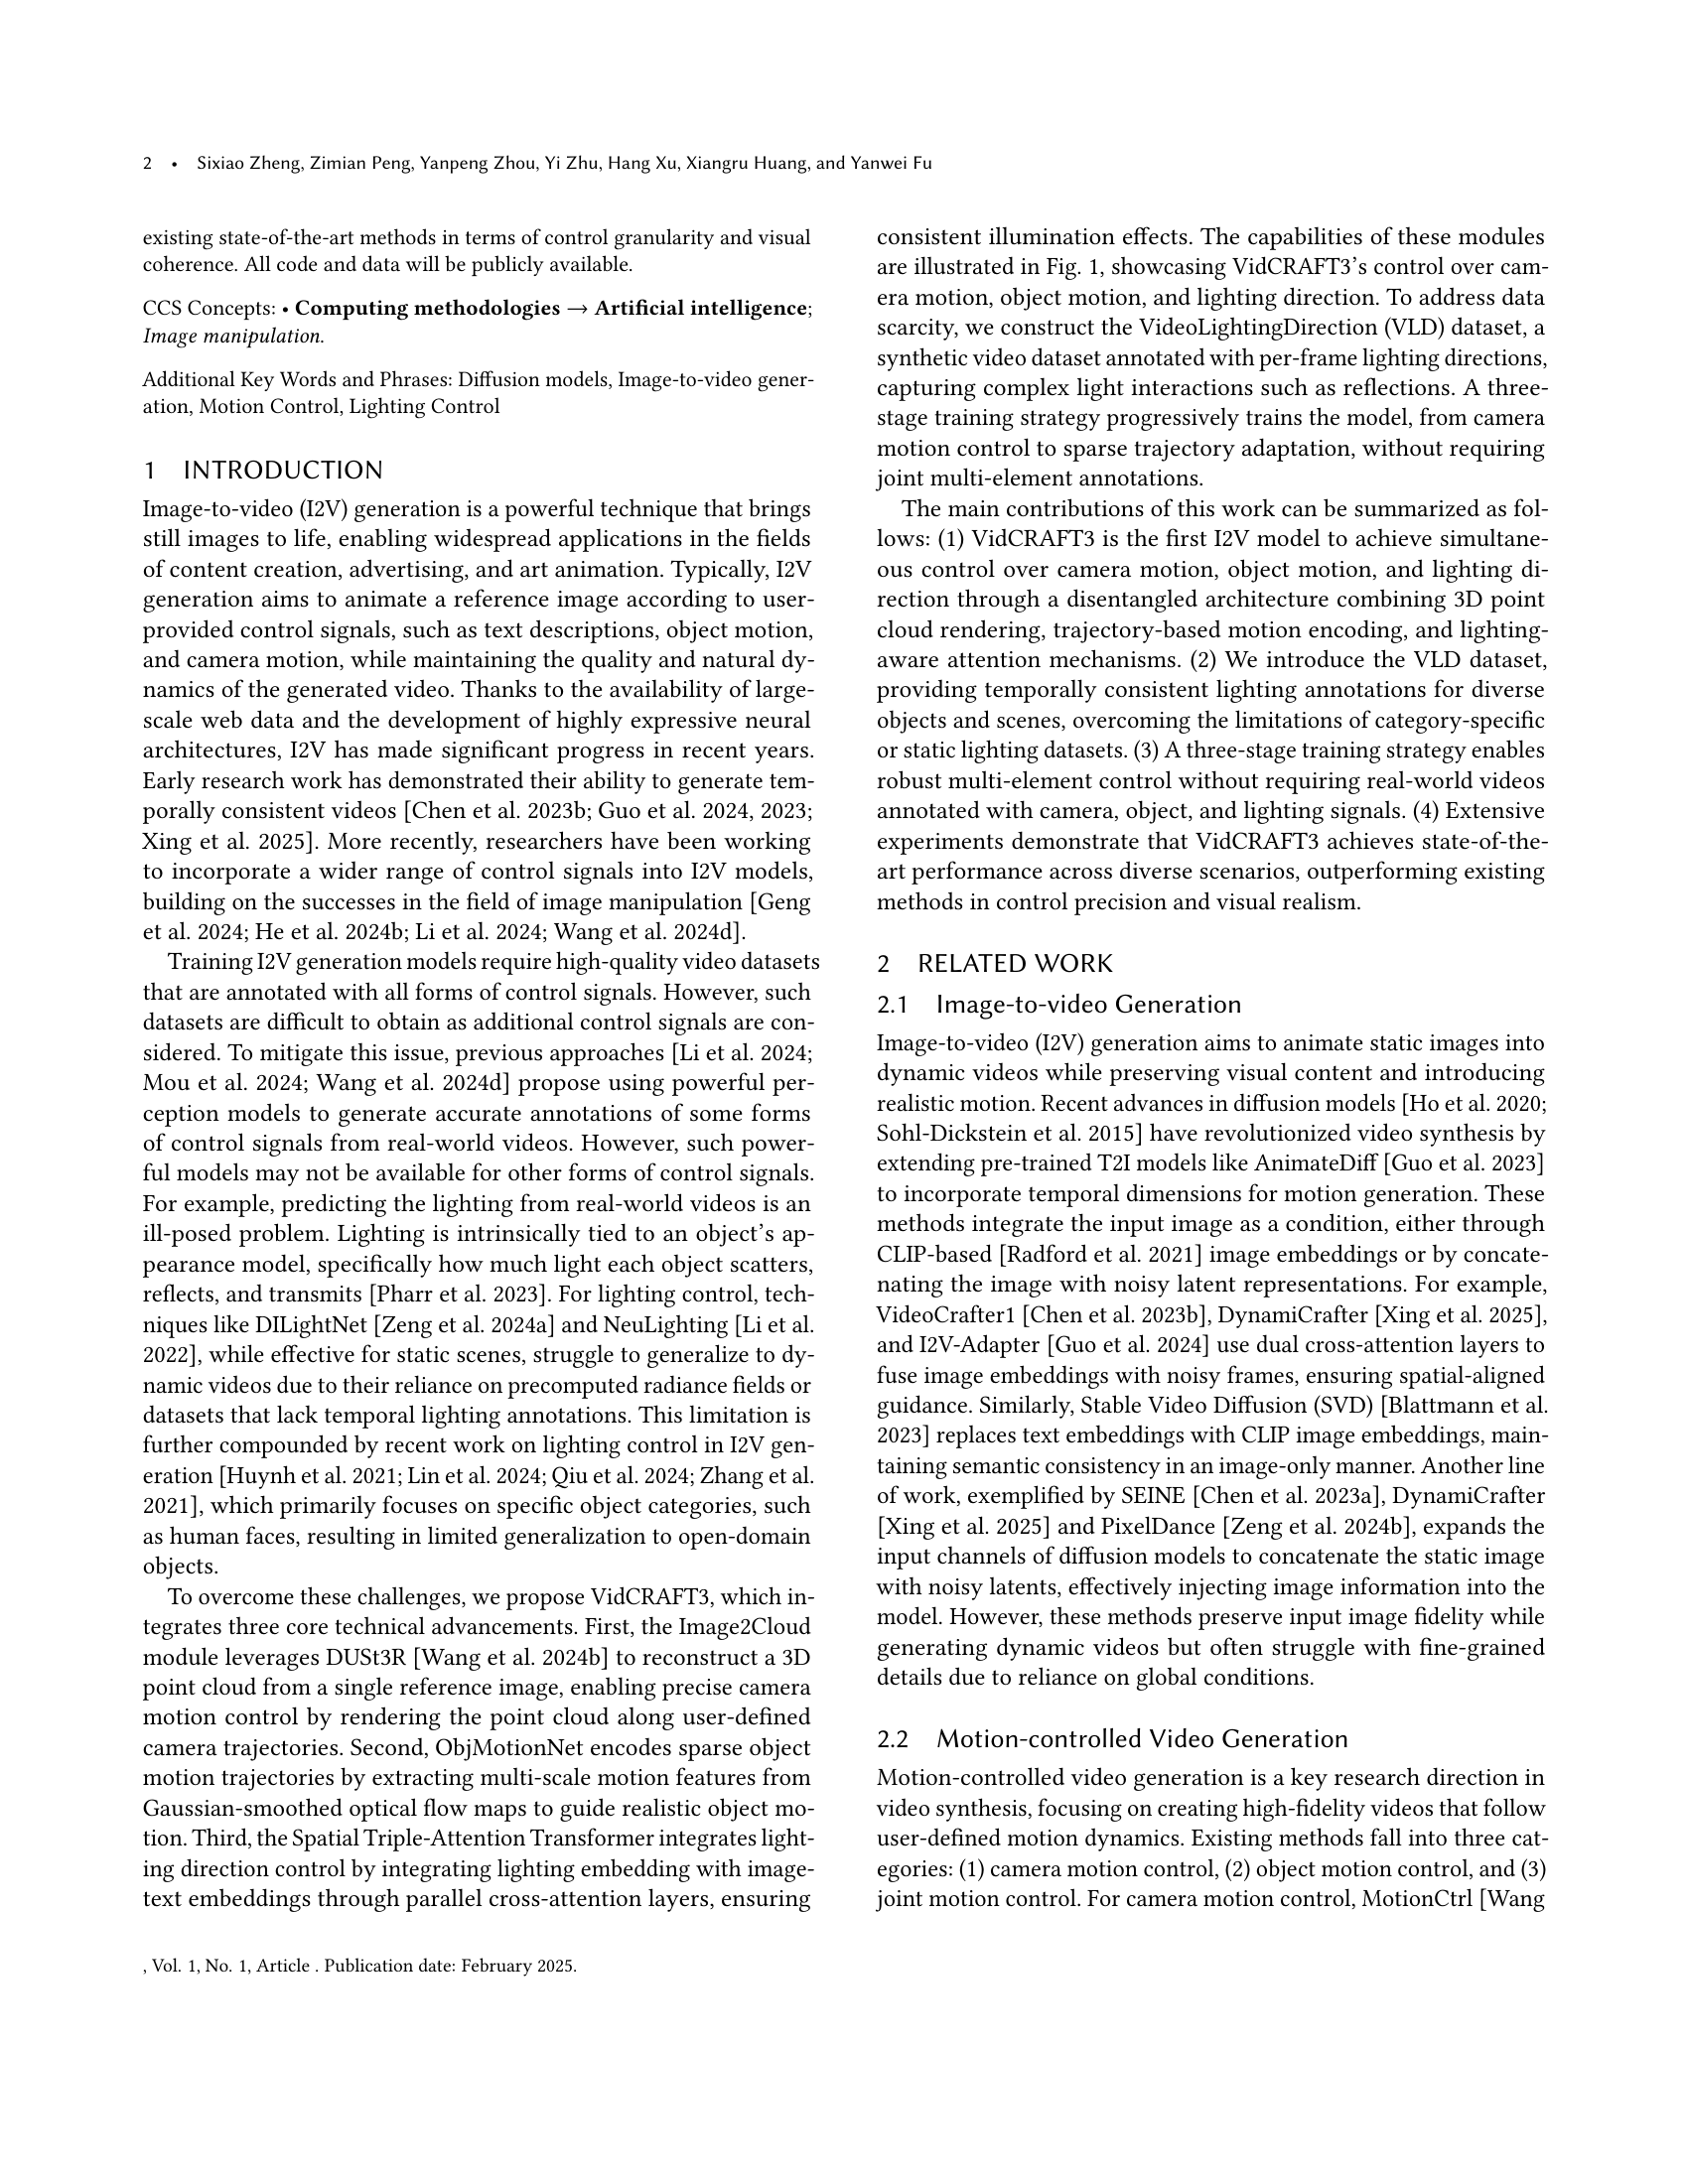 2 • Sixiao Zheng, Zimian Peng, Yanpeng Zhou, Yi Zhu, Hang Xu, Xiangru Huang, and Yanwei Fu
existing state-of-the-art methods in terms of control granularity and visual
coherence. All code and data will be publicly available.
CCS Concepts: • Computing methodologies → Artificial intelligence;
Image manipulation.
Additional Key Words and Phrases: Diffusion models, Image-to-video gener-
ation, Motion Control, Lighting Control
1 INTRODUCTION
Image-to-video (I2V) generation is a powerful technique that brings
still images to life, enabling widespread applications in the fields
of content creation, advertising, and art animation. Typically, I2V
generation aims to animate a reference image according to user-
provided control signals, such as text descriptions, object motion,
and camera motion, while maintaining the quality and natural dy-
namics of the generated video. Thanks to the availability of large-
scale web data and the development of highly expressive neural
architectures, I2V has made significant progress in recent years.
Early research work has demonstrated their ability to generate tem-
porally consistent videos [Chen et al. 2023b; Guo et al. 2024, 2023;
Xing et al. 2025]. More recently, researchers have been working
to incorporate a wider range of control signals into I2V models,
building on the successes in the field of image manipulation [Geng
et al. 2024; He et al. 2024b; Li et al. 2024; Wang et al. 2024d].
Training I2V generation models require high-quality video datasets
that are annotated with all forms of control signals. However, such
datasets are difficult to obtain as additional control signals are con-
sidered. To mitigate this issue, previous approaches [Li et al. 2024;
Mou et al. 2024; Wang et al. 2024d] propose using powerful per-
ception models to generate accurate annotations of some forms
of control signals from real-world videos. However, such power-
ful models may not be available for other forms of control signals.
For example, predicting the lighting from real-world videos is an
ill-posed problem. Lighting is intrinsically tied to an object's ap-
pearance model, specifically how much light each object scatters,
reflects, and transmits [Pharr et al. 2023]. For lighting control, tech-
niques like DILightNet [Zeng et al. 2024a] and NeuLighting [Li et al.
2022], while effective for static scenes, struggle to generalize to dy-
namic videos due to their reliance on precomputed radiance fields or
datasets that lack temporal lighting annotations. This limitation is
further compounded by recent work on lighting control in I2V gen-
eration [Huynh et al. 2021; Lin et al. 2024; Qiu et al. 2024; Zhang et al.
2021], which primarily focuses on specific object categories, such
as human faces, resulting in limited generalization to open-domain
objects.
To overcome these challenges, we propose VidCRAFT3, which in-
tegrates three core technical advancements. First, the Image2Cloud
module leverages DUSt3R [Wang et al. 2024b] to reconstruct a 3D
point cloud from a single reference image, enabling precise camera
motion control by rendering the point cloud along user-defined
camera trajectories. Second, ObjMotionNet encodes sparse object
motion trajectories by extracting multi-scale motion features from
Gaussian-smoothed optical flow maps to guide realistic object mo-
tion. Third, the Spatial Triple-Attention Transformer integrates light-
ing direction control by integrating lighting embedding with image-
text embeddings through parallel cross-attention layers, ensuring
consistent illumination effects. The capabilities of these modules
are illustrated in Fig. 1, showcasing VidCRAFT3's control over cam-
era motion, object motion, and lighting direction. To address data
scarcity, we construct the VideoLightingDirection (VLD) dataset, a
synthetic video dataset annotated with per-frame lighting directions,
capturing complex light interactions such as reflections. A three-
stage training strategy progressively trains the model, from camera
motion control to sparse trajectory adaptation, without requiring
joint multi-element annotations.
The main contributions of this work can be summarized as fol-
lows: (1) VidCRAFT3 is the first I2V model to achieve simultane-
ous control over camera motion, object motion, and lighting di-
rection through a disentangled architecture combining 3D point
cloud rendering, trajectory-based motion encoding, and lighting-
aware attention mechanisms. (2) We introduce the VLD dataset,
providing temporally consistent lighting annotations for diverse
objects and scenes, overcoming the limitations of category-specific
or static lighting datasets. (3) A three-stage training strategy enables
robust multi-element control without requiring real-world videos
annotated with camera, object, and lighting signals. (4) Extensive
experiments demonstrate that VidCRAFT3 achieves state-of-the-
art performance across diverse scenarios, outperforming existing
methods in control precision and visual realism.
2 RELATED WORK
2.1 Image-to-video Generation
Image-to-video (I2V) generation aims to animate static images into
dynamic videos while preserving visual content and introducing
realistic motion. Recent advances in diffusion models [Ho et al. 2020;
Sohl-Dickstein et al. 2015] have revolutionized video synthesis by
extending pre-trained T2I models like AnimateDiff [Guo et al. 2023]
to incorporate temporal dimensions for motion generation. These
methods integrate the input image as a condition, either through
CLIP-based [Radford et al. 2021] image embeddings or by concate-
nating the image with noisy latent representations. For example,
VideoCrafter1 [Chen et al. 2023b], DynamiCrafter [Xing et al. 2025],
and I2V-Adapter [Guo et al. 2024] use dual cross-attention layers to
fuse image embeddings with noisy frames, ensuring spatial-aligned
guidance. Similarly, Stable Video Diffusion (SVD) [Blattmann et al.
2023] replaces text embeddings with CLIP image embeddings, main-
taining semantic consistency in an image-only manner. Another line
of work, exemplified by SEINE [Chen et al. 2023a], DynamiCrafter
[Xing et al. 2025] and PixelDance [Zeng et al. 2024b], expands the
input channels of diffusion models to concatenate the static image
with noisy latents, effectively injecting image information into the
model. However, these methods preserve input image fidelity while
generating dynamic videos but often struggle with fine-grained
details due to reliance on global conditions.
2.2 Motion-controlled Video Generation
Motion-controlled video generation is a key research direction in
video synthesis, focusing on creating high-fidelity videos that follow
user-defined motion dynamics. Existing methods fall into three cat-
egories: (1) camera motion control, (2) object motion control, and (3)
joint motion control. For camera motion control, MotionCtrl [Wang
, Vol. 1, No. 1, Article . Publication date: February 2025.